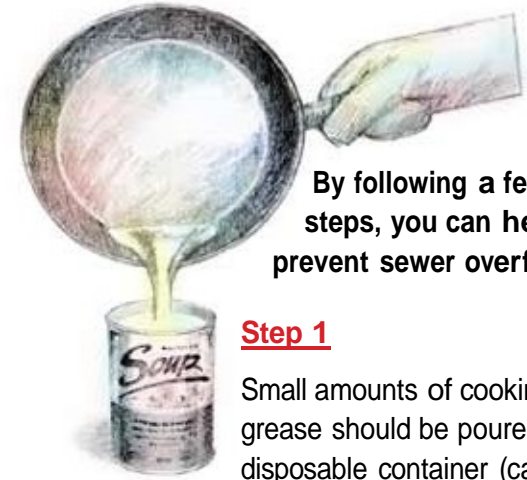 By following a fe
steps, you can he
prevent sewer overf
Soup
Step 1
Small amounts of cookin
grease should be poure
disposable container (ca